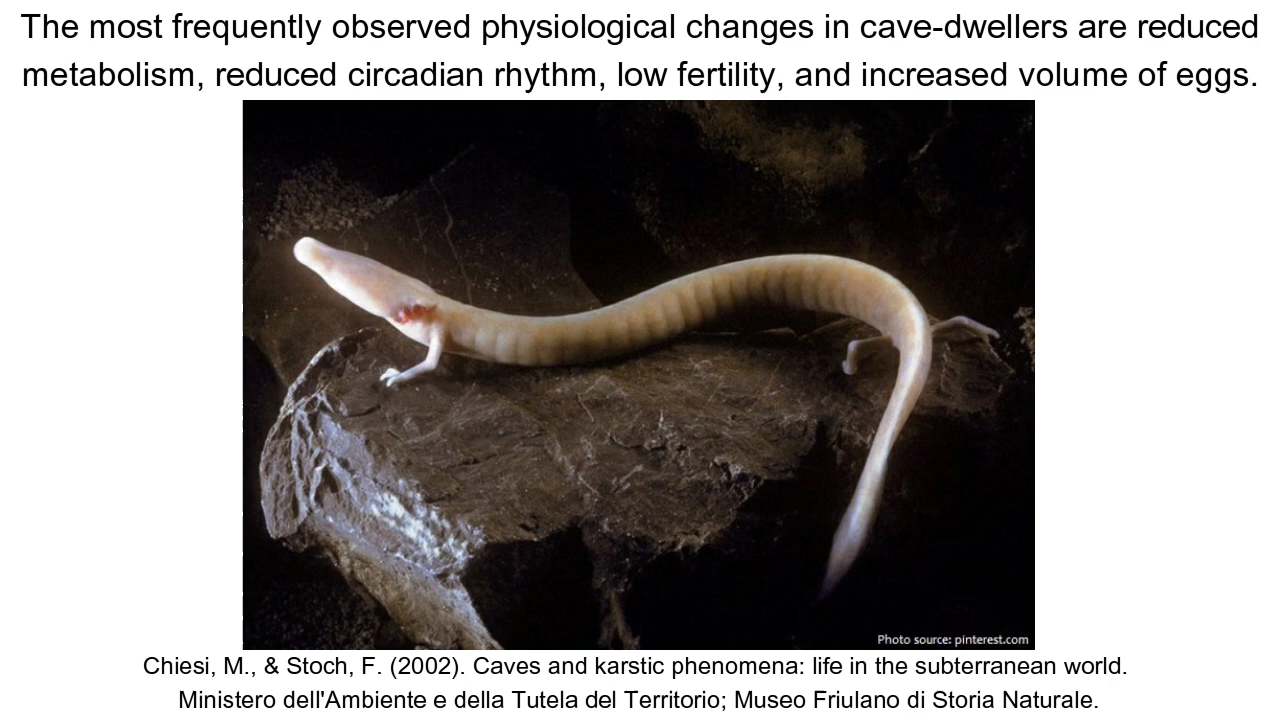 The most frequently observed physiological changes in cave-dwellers are reduced
metabolism, reduced circadian rhythm, low fertility, and increased volume of eggs.
Photo source: pinterest.com
Chiesi, M., & Stoch, F. (2002). Caves and karstic phenomena: life in the subterranean world.
Ministero dell'Ambiente e della Tutela del Territorio; Museo Friulano di Storia Naturale.